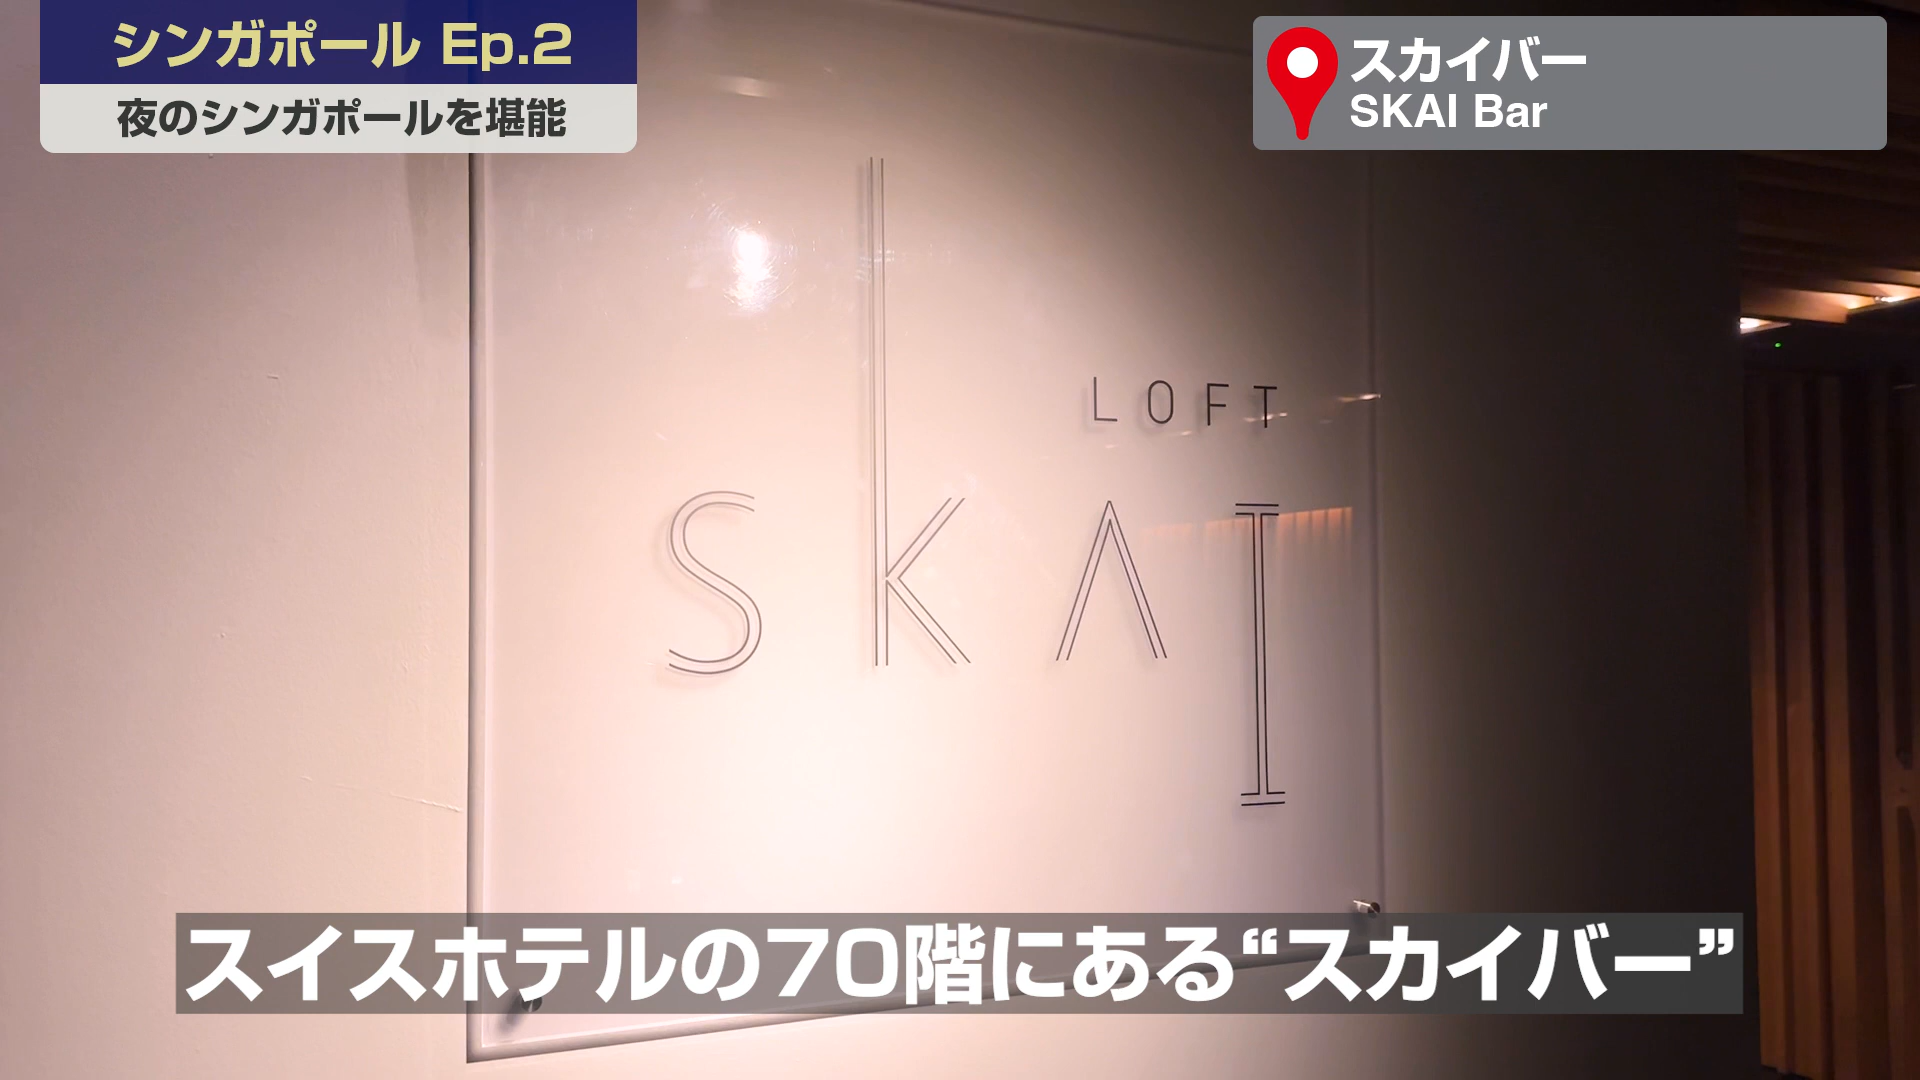 シンガポール Ep.2
夜のシンガポールを堪能
スカイバー
SKAI Bar
LOFT
SKAI
スイスホテルの70階にある“スカイバー”